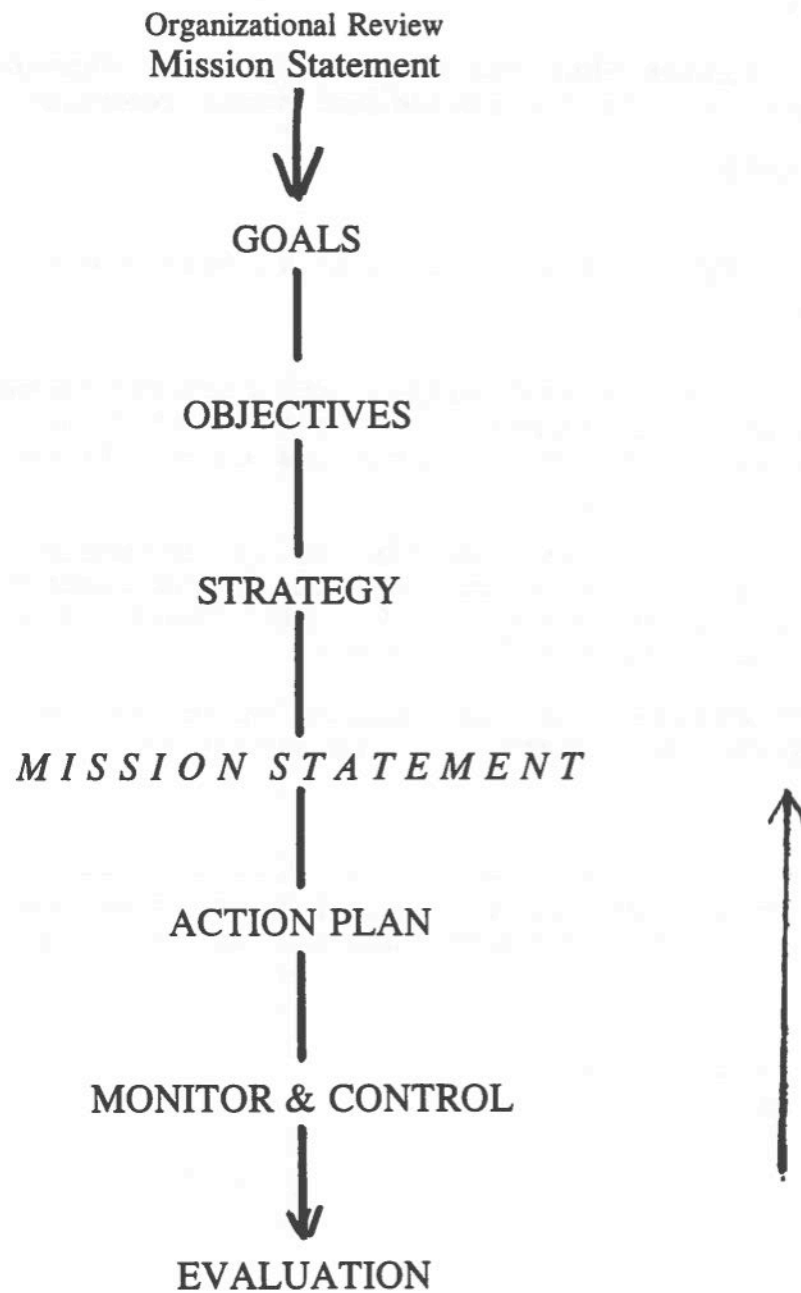 Organizational Review
Mission Statement
GOALS
OBJECTIVES
STRATEGY
MISSION STATEMENT
ACTION PLAN
MONITOR & CONTROL
EVALUATION